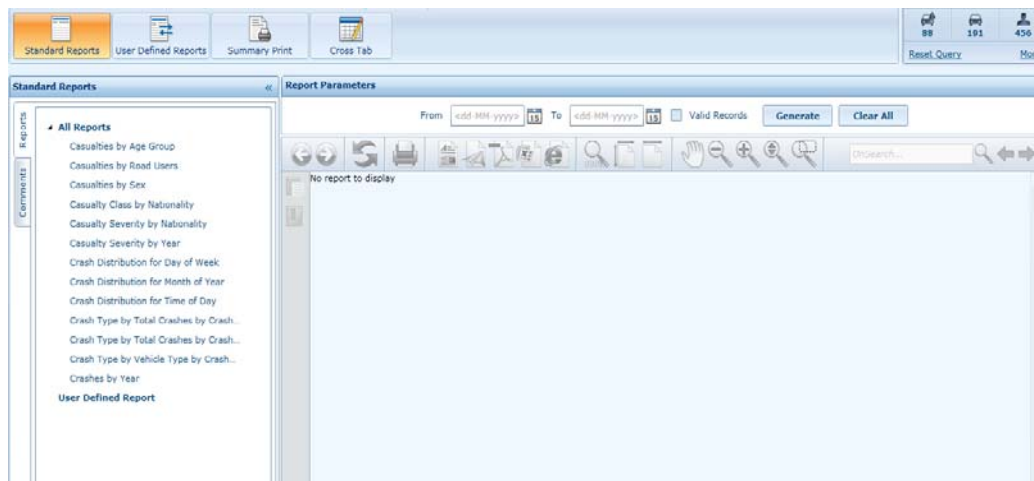 Standard Reports
User Defined Reports
Summary Print
Cross Tab
88
191
456
Reset Query
Standard Reports
«
Report Parameters
From <dd-MM-yyyy> 15 To <dd-MM-yyyy> 15 Valid Records Generate Clear All
Reports
Comments
All Reports
Casualties by Age Group
Casualties by Road Users
Casualties by Sex
Casualty Class by Nationality
Casualty Severity by Nationality
Casualty Severity by Year
Crash Distribution for Day of Week
Crash Distribution for Month of Year
Crash Distribution for Time of Day
Crash Type by Total Crashes by Crash...
Crash Type by Total Crashes by Crash...
Crash Type by Vehicle Type by Crash...
Crashes by Year
User Defined Report
No report to display